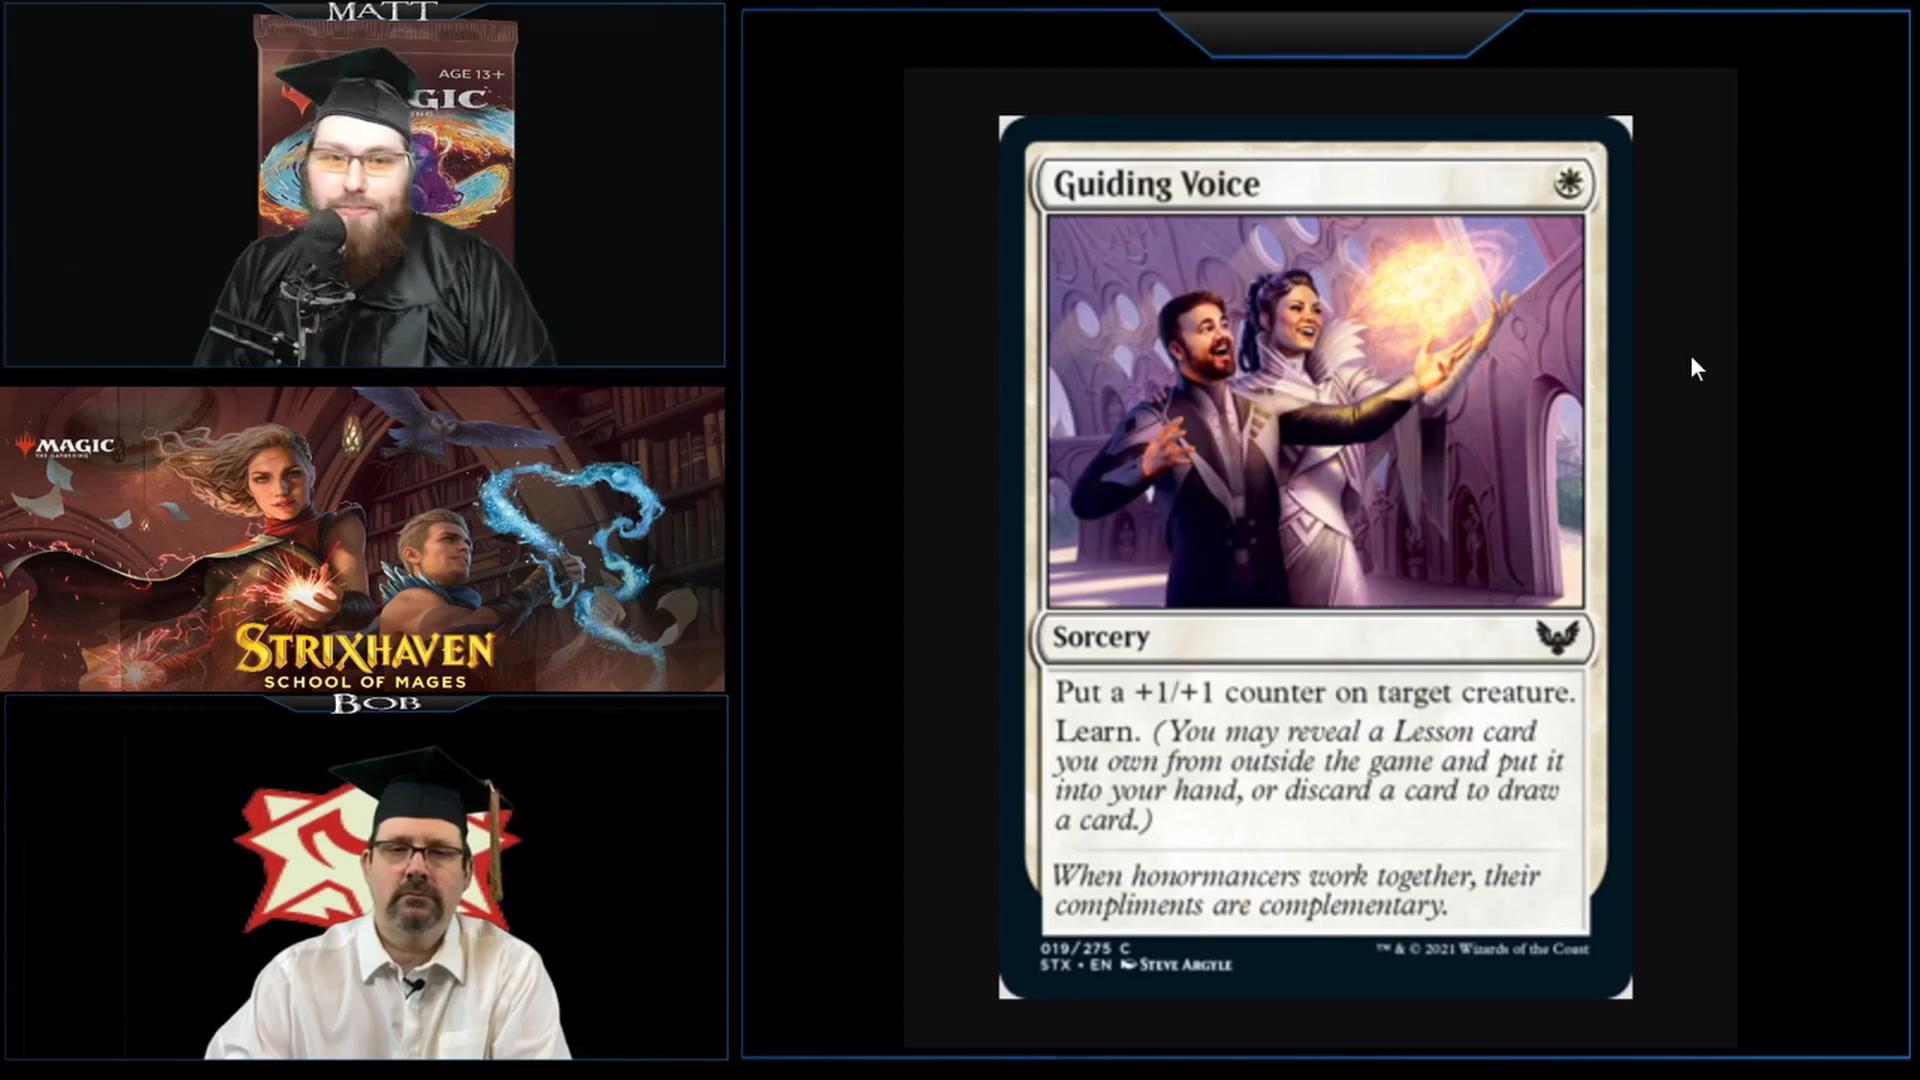 MATT
AGE 13+
GIC
MAGIC
THE GATHERING
STRIXHAVEN
SCHOOL OF MAGES
BOB
Guiding Voice
Sorcery
Put a +1/+1 counter on target creature.
Learn. (You may reveal a Lesson card
you own from outside the game and put it
into your hand, or discard a card to draw
a card.)
When honormancers work together, their
compliments are complementary.
019/275 C
STX • EN STEVE ARGYLE
™ & © 2021 Wizards of the Coast